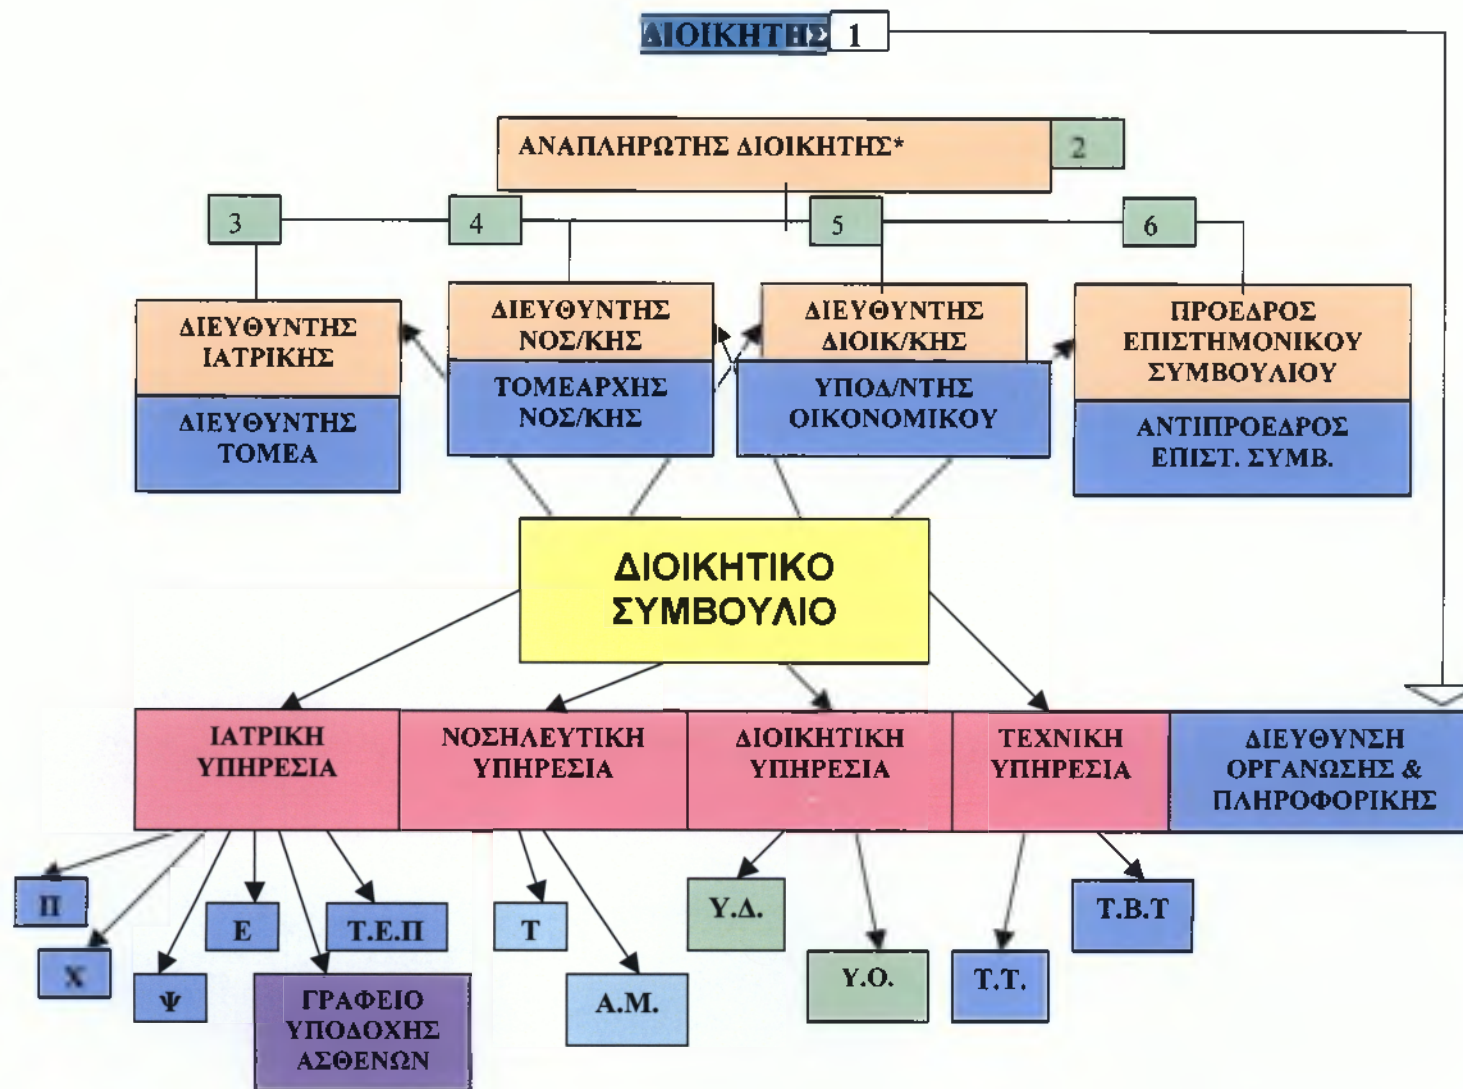 ΔΙΟΙΚΗΤΗΣ 1
ΑΝΑΠΛΗΡΩΤΗΣ ΔΙΟΙΚΗΤΗΣ* 2
3 4 5 6
ΔΙΕΥΘΥΝΤΗΣ
ΙΑΤΡΙΚΗΣ
ΔΙΕΥΘΥΝΤΗΣ
ΤΟΜΕΑ
ΔΙΕΥΘΥΝΤΗΣ
ΝΟΣ/ΚΗΣ
ΤΟΜΕΑΡΧΗΣ
ΝΟΣ/ΚΗΣ
ΔΙΕΥΘΥΝΤΗΣ
ΔΙΟΙΚ/ΚΗΣ
ΥΠΟΔ/ΝΤΗΣ
ΟΙΚΟΝΟΜΙΚΟΥ
ΠΡΟΕΔΡΟΣ
ΕΠΙΣΤΗΜΟΝΙΚΟΥ
ΣΥΜΒΟΥΛΙΟΥ
ΑΝΤΙΠΡΟΕΔΡΟΣ
ΕΠΙΣΤ. ΣΥΜΒ.
ΔΙΟΙΚΗΤΙΚΟ
ΣΥΜΒΟΥΛΙΟ
ΙΑΤΡΙΚΗ
ΥΠΗΡΕΣΙΑ
ΝΟΣΗΛΕΥΤΙΚΗ
ΥΠΗΡΕΣΙΑ
ΔΙΟΙΚΗΤΙΚΗ
ΥΠΗΡΕΣΙΑ
ΤΕΧΝΙΚΗ
ΥΠΗΡΕΣΙΑ
ΔΙΕΥΘΥΝΣΗ
ΟΡΓΑΝΩΣΗΣ &
ΠΛΗΡΟΦΟΡΙΚΗΣ
Π
Χ
Ψ
Ε
Τ.Ε.Π
ΓΡΑΦΕΙΟ
ΥΠΟΔΟΧΗΣ
ΑΣΘΕΝΩΝ
Τ
Α.Μ.
Υ.Δ.
Υ.Ο.
Τ.Τ.
Τ.Β.Τ